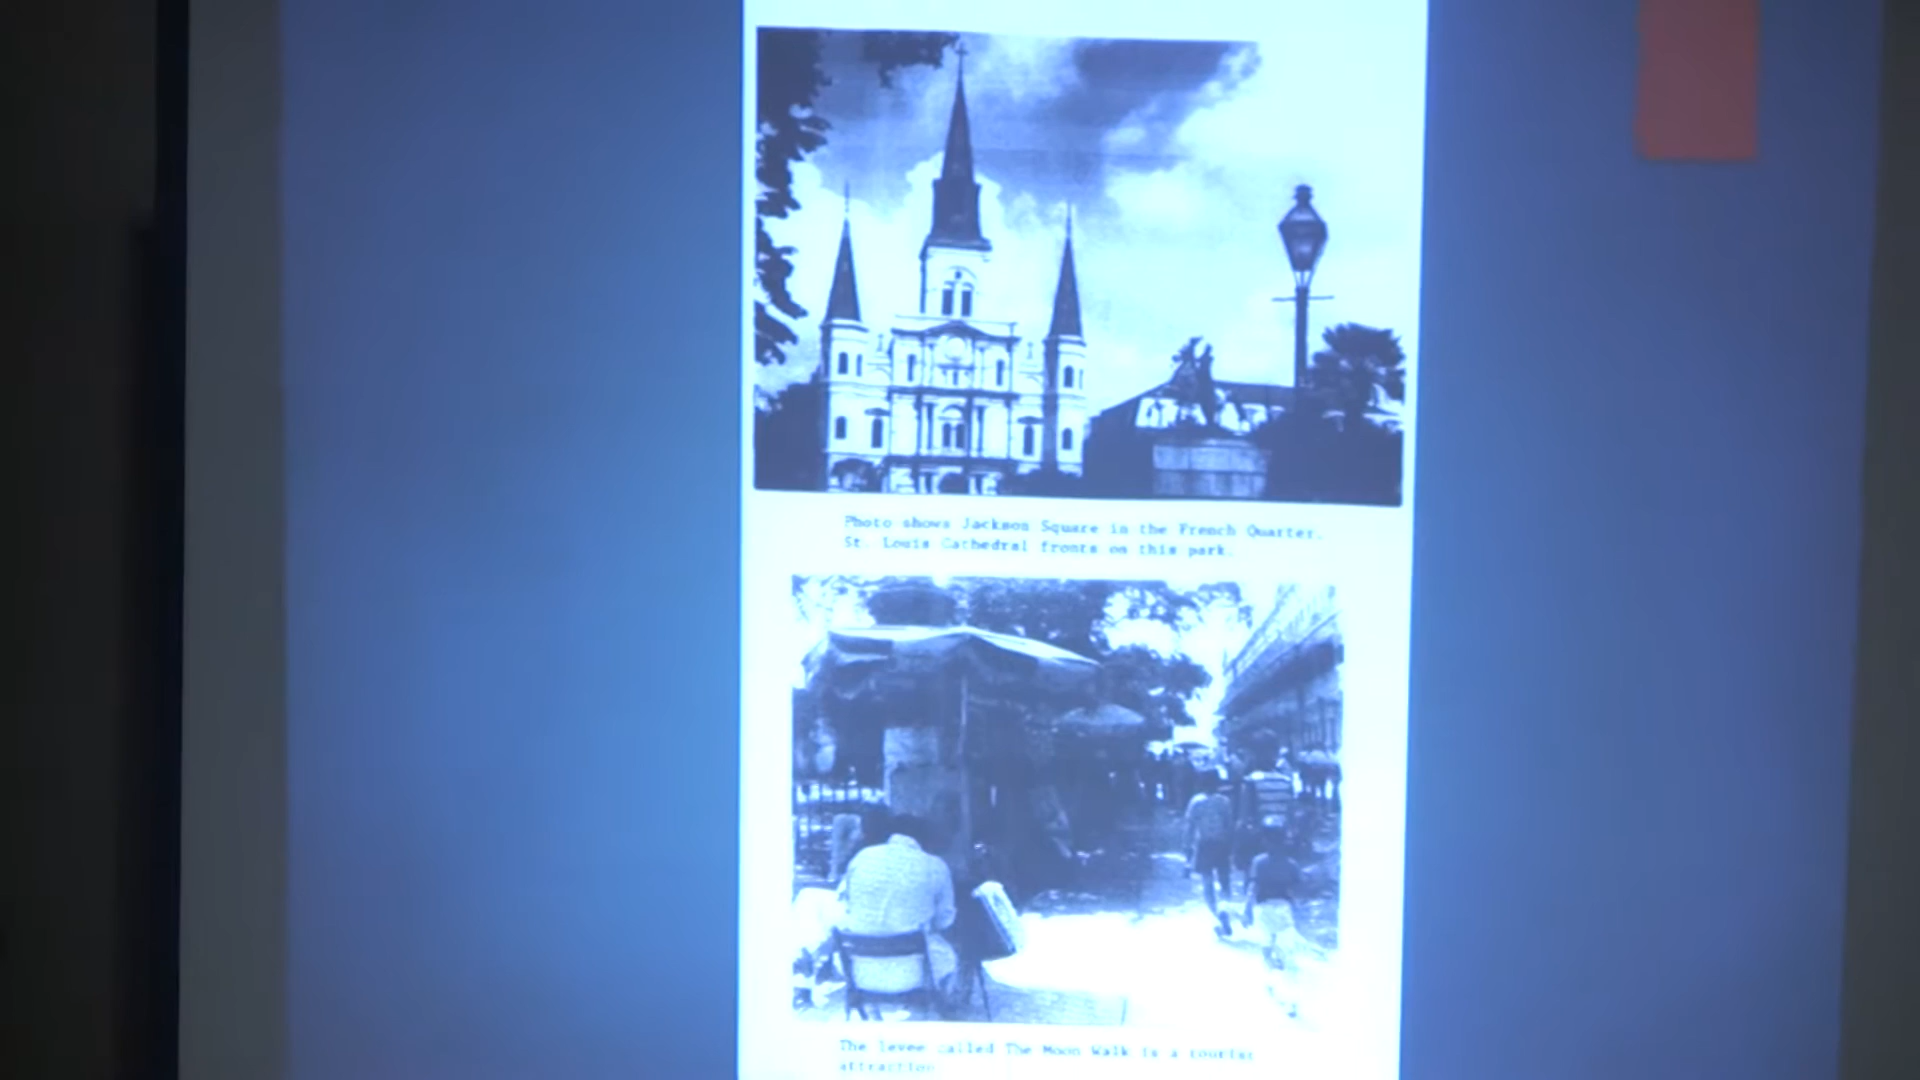 Photo shows Jackson Square in the French Quarter.
St. Louis Cathedral fronts on this park.
The levee called The Moon Walk is a tourist
attraction